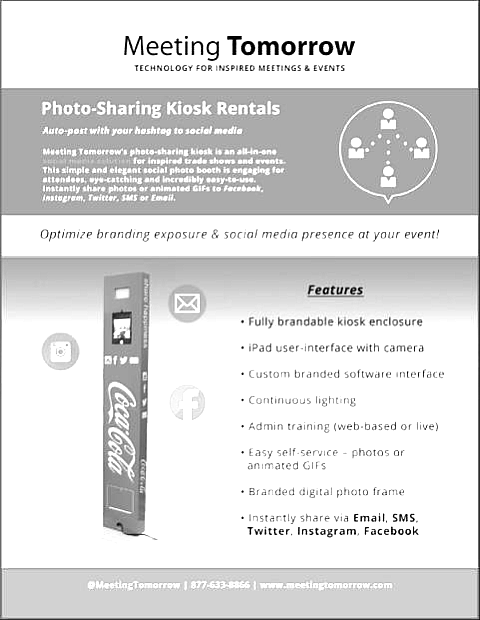 Meeting Tomorrow
TECHNOLOGY FOR INSPIRED MEETINGS & EVENTS
Photo-Sharing Kiosk Rentals
Auto-post with your hashtag to social media
Meeting Tomorrow's photo-sharing kiosk is an all-in-one
social media solution for inspired trade shows and events.
This simple and elegant social photo booth is engaging for
attendees, eye-catching and incredibly easy-to-use.
Instantly share photos or animated GIFs to Facebook,
Instagram, Twitter, SMS or Email.
Optimize branding exposure & social media presence at your event!
share happiness
Coca-Cola
Features
• Fully brandable kiosk enclosure
• iPad user-interface with camera
• Custom branded software interface
• Continuous lighting
• Admin training (web-based or live)
• Easy self-service – photos or
animated GIFs
• Branded digital photo frame
• Instantly share via Email, SMS,
Twitter, Instagram, Facebook
@MeetingTomorrow | 877-633-8866 | www.meetingtomorrow.com